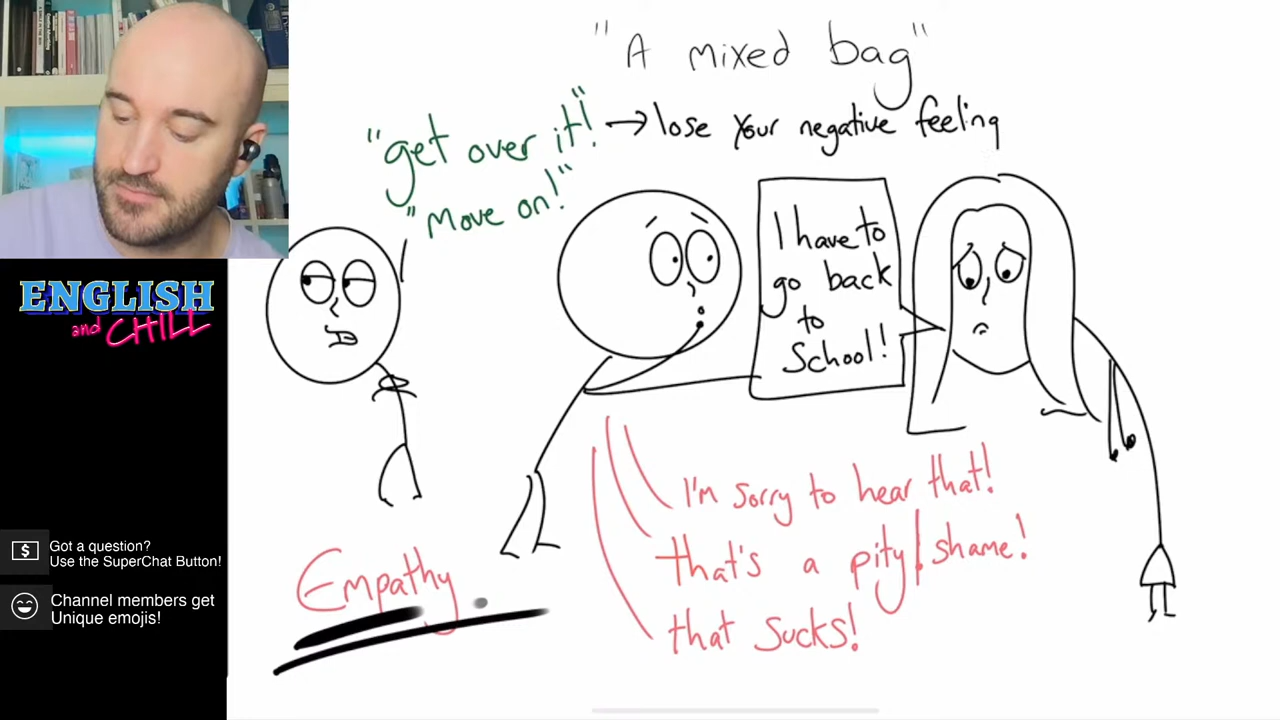 "A mixed bag"
"get over it!" → lose your negative feeling
"move on!"
I have to
go back
to
School!
ENGLISH
and CHILL
I'm sorry to hear that!
that's a pity/shame!
that sucks!
Empathy
Got a question?
Use the SuperChat Button!
Channel members get
Unique emojis!